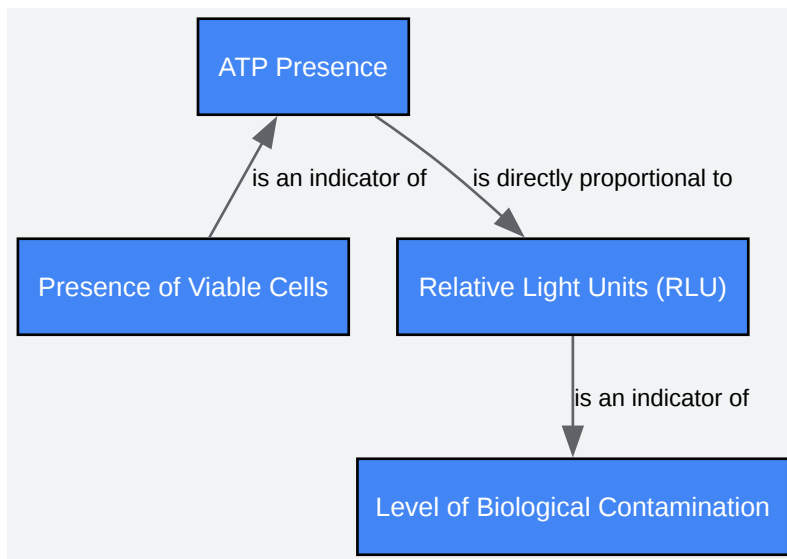 ATP Presence
is an indicator of
is directly proportional to
Presence of Viable Cells
Relative Light Units (RLU)
is an indicator of
Level of Biological Contamination